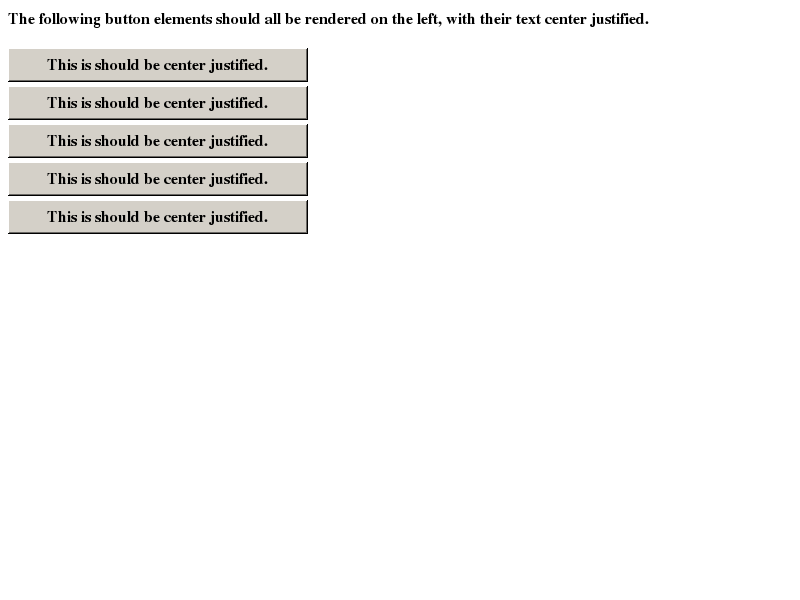 The following button elements should all be rendered on the left, with their text center justified.
This is should be center justified.
This is should be center justified.
This is should be center justified.
This is should be center justified.
This is should be center justified.